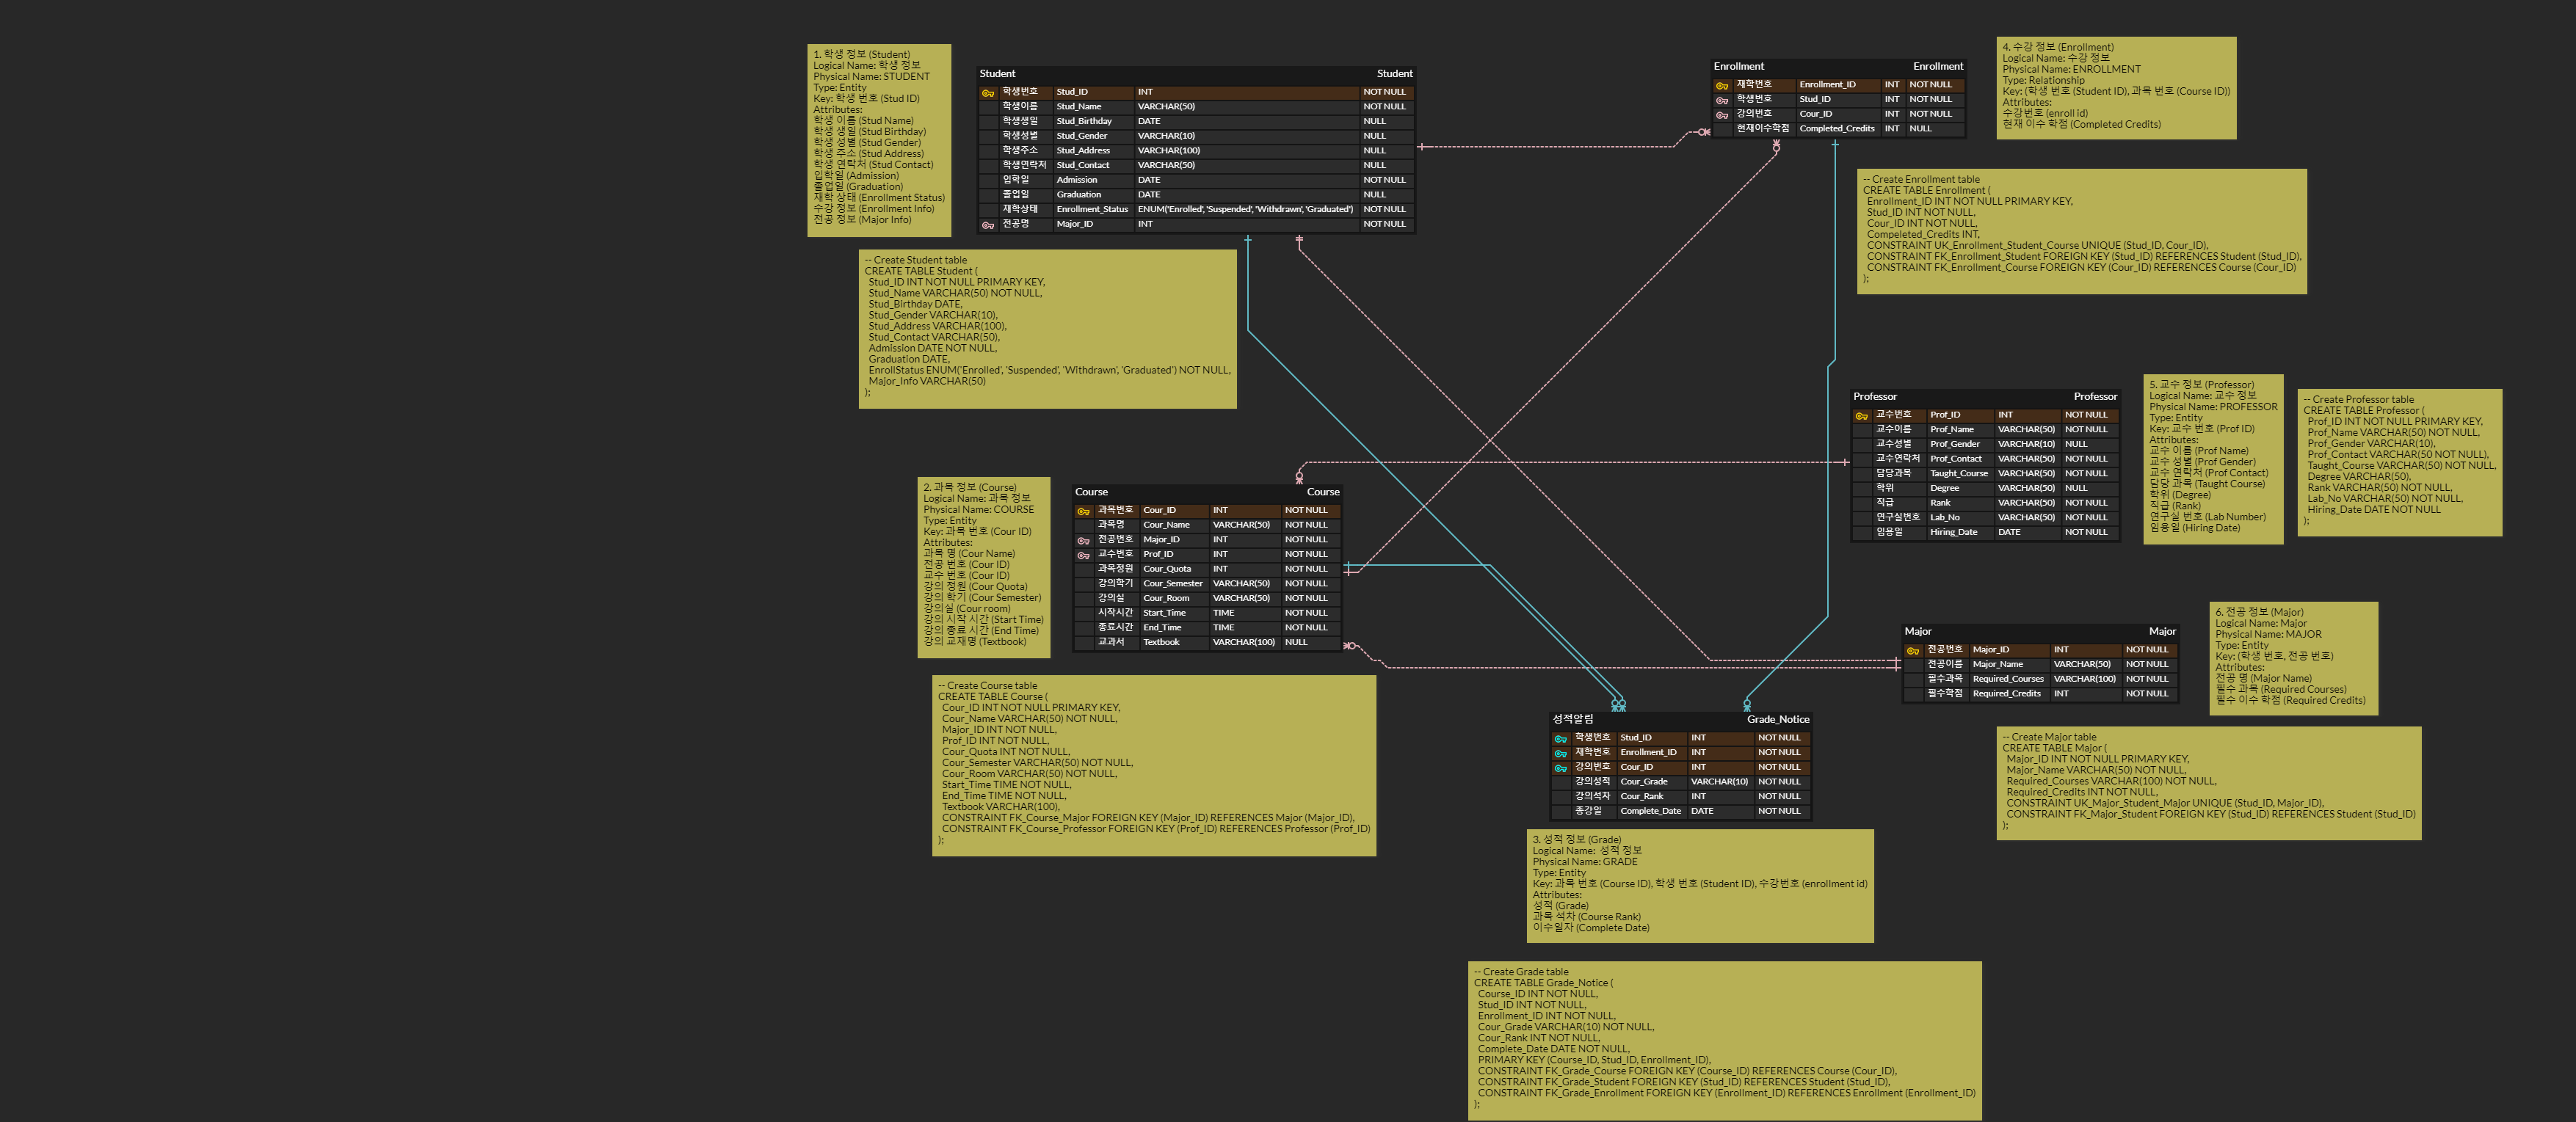 1. 학생 정보 (Student)
Logical Name: 학생 정보
Physical Name: STUDENT
Type: Entity
Key: 학생 번호 (Stud ID)
Attributes:
학생 이름 (Stud Name)
학생 생일 (Stud Birthday)
학생 성별 (Stud Gender)
학생 주소 (Stud Address)
학생 연락처 (Stud Contact)
입학일 (Admission)
졸업일 (Graduation)
재학 상태 (Enrollment Status)
수강 정보 (Enrollment Info)
전공 정보 (Major Info)
Student Student
학생번호 Stud_ID INT NOT NULL
학생이름 Stud_Name VARCHAR(50) NOT NULL
학생생일 Stud_Birthday DATE NULL
학생성별 Stud_Gender VARCHAR(10) NULL
학생주소 Stud_Address VARCHAR(100) NULL
학생연락처 Stud_Contact VARCHAR(50) NULL
입학일 Admission DATE NOT NULL
졸업일 Graduation DATE NULL
재학상태 Enrollment_Status ENUM('Enrolled', 'Suspended', 'Withdrawn', 'Graduated') NOT NULL
전공명 Major_ID INT NOT NULL
-- Create Student table
CREATE TABLE Student (
Stud_ID INT NOT NULL PRIMARY KEY,
Stud_Name VARCHAR(50) NOT NULL,
Stud_Birthday DATE,
Stud_Gender VARCHAR(10),
Stud_Address VARCHAR(100),
Stud_Contact VARCHAR(50),
Admission DATE NOT NULL,
Graduation DATE,
EnrollStatus ENUM('Enrolled', 'Suspended', 'Withdrawn', 'Graduated') NOT NULL,
Major_Info VARCHAR(50)
);
Enrollment Enrollment
재학번호 Enrollment_ID INT NOT NULL
학생번호 Stud_ID INT NOT NULL
강의번호 Cour_ID INT NOT NULL
현재이수학점 Completed_Credits INT NULL
4. 수강 정보 (Enrollment)
Logical Name: 수강 정보
Physical Name: ENROLLMENT
Type: Relationship
Key: (학생 번호 (Student ID), 과목 번호 (Course ID))
Attributes:
수강번호 (enroll id)
현재 이수 학점 (Completed Credits)
-- Create Enrollment table
CREATE TABLE Enrollment (
Enrollment_ID INT NOT NULL PRIMARY KEY,
Stud_ID INT NOT NULL,
Cour_ID INT NOT NULL,
Compeleted_Credits INT,
CONSTRAINT UK_Enrollment_Student_Course UNIQUE (Stud_ID, Cour_ID),
CONSTRAINT FK_Enrollment_Student FOREIGN KEY (Stud_ID) REFERENCES Student (Stud_ID),
CONSTRAINT FK_Enrollment_Course FOREIGN KEY (Cour_ID) REFERENCES Course (Cour_ID)
);
Professor Professor
교수번호 Prof_ID INT NOT NULL
교수이름 Prof_Name VARCHAR(50) NOT NULL
교수성별 Prof_Gender VARCHAR(10) NULL
교수연락처 Prof_Contact VARCHAR(50) NOT NULL
담당과목 Taught_Course VARCHAR(50) NOT NULL
학위 Degree VARCHAR(50) NULL
직급 Rank VARCHAR(50) NOT NULL
연구실번호 Lab_No VARCHAR(50) NOT NULL
임용일 Hiring_Date DATE NOT NULL
5. 교수 정보 (Professor)
Logical Name: 교수 정보
Physical Name: PROFESSOR
Type: Entity
Key: 교수 번호 (Prof ID)
Attributes:
교수 이름 (Prof Name)
교수 성별 (Prof Gender)
교수 연락처 (Prof Contact)
담당 과목 (Taught Course)
학위 (Degree)
직급 (Rank)
연구실 번호 (Lab Number)
임용일 (Hiring Date)
-- Create Professor table
CREATE TABLE Professor (
Prof_ID INT NOT NULL PRIMARY KEY,
Prof_Name VARCHAR(50) NOT NULL,
Prof_Gender VARCHAR(10),
Prof_Contact VARCHAR(50 NOT NULL),
Taught_Course VARCHAR(50) NOT NULL,
Degree VARCHAR(50),
Rank VARCHAR(50) NOT NULL,
Lab_No VARCHAR(50) NOT NULL,
Hiring_Date DATE NOT NULL
);
2. 과목 정보 (Course)
Logical Name: 과목 정보
Physical Name: COURSE
Type: Entity
Key: 과목 번호 (Cour ID)
Attributes:
과목 명 (Cour Name)
전공 번호 (Cour ID)
교수 번호 (Cour ID)
강의 정원 (Cour Quota)
강의 학기 (Cour Semester)
강의실 (Cour room)
강의 시작 시간 (Start Time)
강의 종료 시간 (End Time)
강의 교재명 (Textbook)
Course Course
과목번호 Cour_ID INT NOT NULL
과목명 Cour_Name VARCHAR(50) NOT NULL
전공번호 Major_ID INT NOT NULL
교수번호 Prof_ID INT NOT NULL
과목정원 Cour_Quota INT NOT NULL
강의학기 Cour_Semester VARCHAR(50) NOT NULL
강의실 Cour_Room VARCHAR(50) NOT NULL
시작시간 Start_Time TIME NOT NULL
종료시간 End_Time TIME NOT NULL
교과서 Textbook VARCHAR(100) NULL
-- Create Course table
CREATE TABLE Course (
Cour_ID INT NOT NULL PRIMARY KEY,
Cour_Name VARCHAR(50) NOT NULL,
Major_ID INT NOT NULL,
Prof_ID INT NOT NULL,
Cour_Quota INT NOT NULL,
Cour_Semester VARCHAR(50) NOT NULL,
Cour_Room VARCHAR(50) NOT NULL,
Start_Time TIME NOT NULL,
End_Time TIME NOT NULL,
Textbook VARCHAR(100),
CONSTRAINT FK_Course_Major FOREIGN KEY (Major_ID) REFERENCES Major (Major_ID),
CONSTRAINT FK_Course_Professor FOREIGN KEY (Prof_ID) REFERENCES Professor (Prof_ID)
);
Major Major
전공번호 Major_ID INT NOT NULL
전공이름 Major_Name VARCHAR(50) NOT NULL
필수과목 Required_Courses VARCHAR(100) NOT NULL
필수학점 Required_Credits INT NOT NULL
6. 전공 정보 (Major)
Logical Name: Major
Physical Name: MAJOR
Type: Entity
Key: (학생 번호, 전공 번호)
Attributes:
전공 명 (Major Name)
필수 과목 (Required Courses)
필수 이수 학점 (Required Credits)
-- Create Major table
CREATE TABLE Major (
Major_ID INT NOT NULL PRIMARY KEY,
Major_Name VARCHAR(50) NOT NULL,
Required_Courses VARCHAR(100) NOT NULL,
Required_Credits INT NOT NULL,
CONSTRAINT UK_Major_Student_Major UNIQUE (Stud_ID, Major_ID),
CONSTRAINT FK_Major_Student FOREIGN KEY (Stud_ID) REFERENCES Student (Stud_ID)
);
성적알림 Grade_Notice
학생번호 Stud_ID INT NOT NULL
재학번호 Enrollment_ID INT NOT NULL
강의번호 Cour_ID INT NOT NULL
강의성적 Cour_Grade VARCHAR(10) NOT NULL
강의석차 Cour_Rank INT NOT NULL
종강일 Complete_Date DATE NOT NULL
3. 성적 정보 (Grade)
Logical Name: 성적 정보
Physical Name: GRADE
Type: Entity
Key: 과목 번호 (Course ID), 학생 번호 (Student ID), 수강번호 (enrollment id)
Attributes:
성적 (Grade)
과목 석차 (Course Rank)
이수일자 (Complete Date)
-- Create Grade table
CREATE TABLE Grade_Notice (
Course_ID INT NOT NULL,
Stud_ID INT NOT NULL,
Enrollment_ID INT NOT NULL,
Cour_Grade VARCHAR(10) NOT NULL,
Cour_Rank INT NOT NULL,
Complete_Date DATE NOT NULL,
PRIMARY KEY (Course_ID, Stud_ID, Enrollment_ID),
CONSTRAINT FK_Grade_Course FOREIGN KEY (Course_ID) REFERENCES Course (Cour_ID),
CONSTRAINT FK_Grade_Student FOREIGN KEY (Stud_ID) REFERENCES Student (Stud_ID),
CONSTRAINT FK_Grade_Enrollment FOREIGN KEY (Enrollment_ID) REFERENCES Enrollment (Enrollment_ID)
);